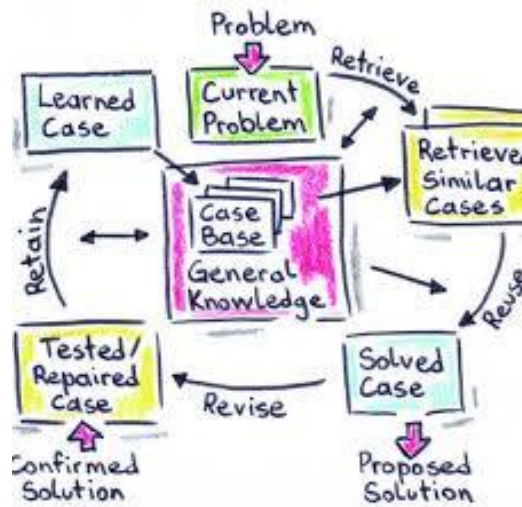 Problem
Current
Problem
Retrieve
Learned
Case
Retrieve
Similar
Cases
Case
Base
General
Knowledge
Retain
Reuse
Tested/
Repaired
Case
Revise
Solved
Case
Confirmed
Solution
Proposed
Solution